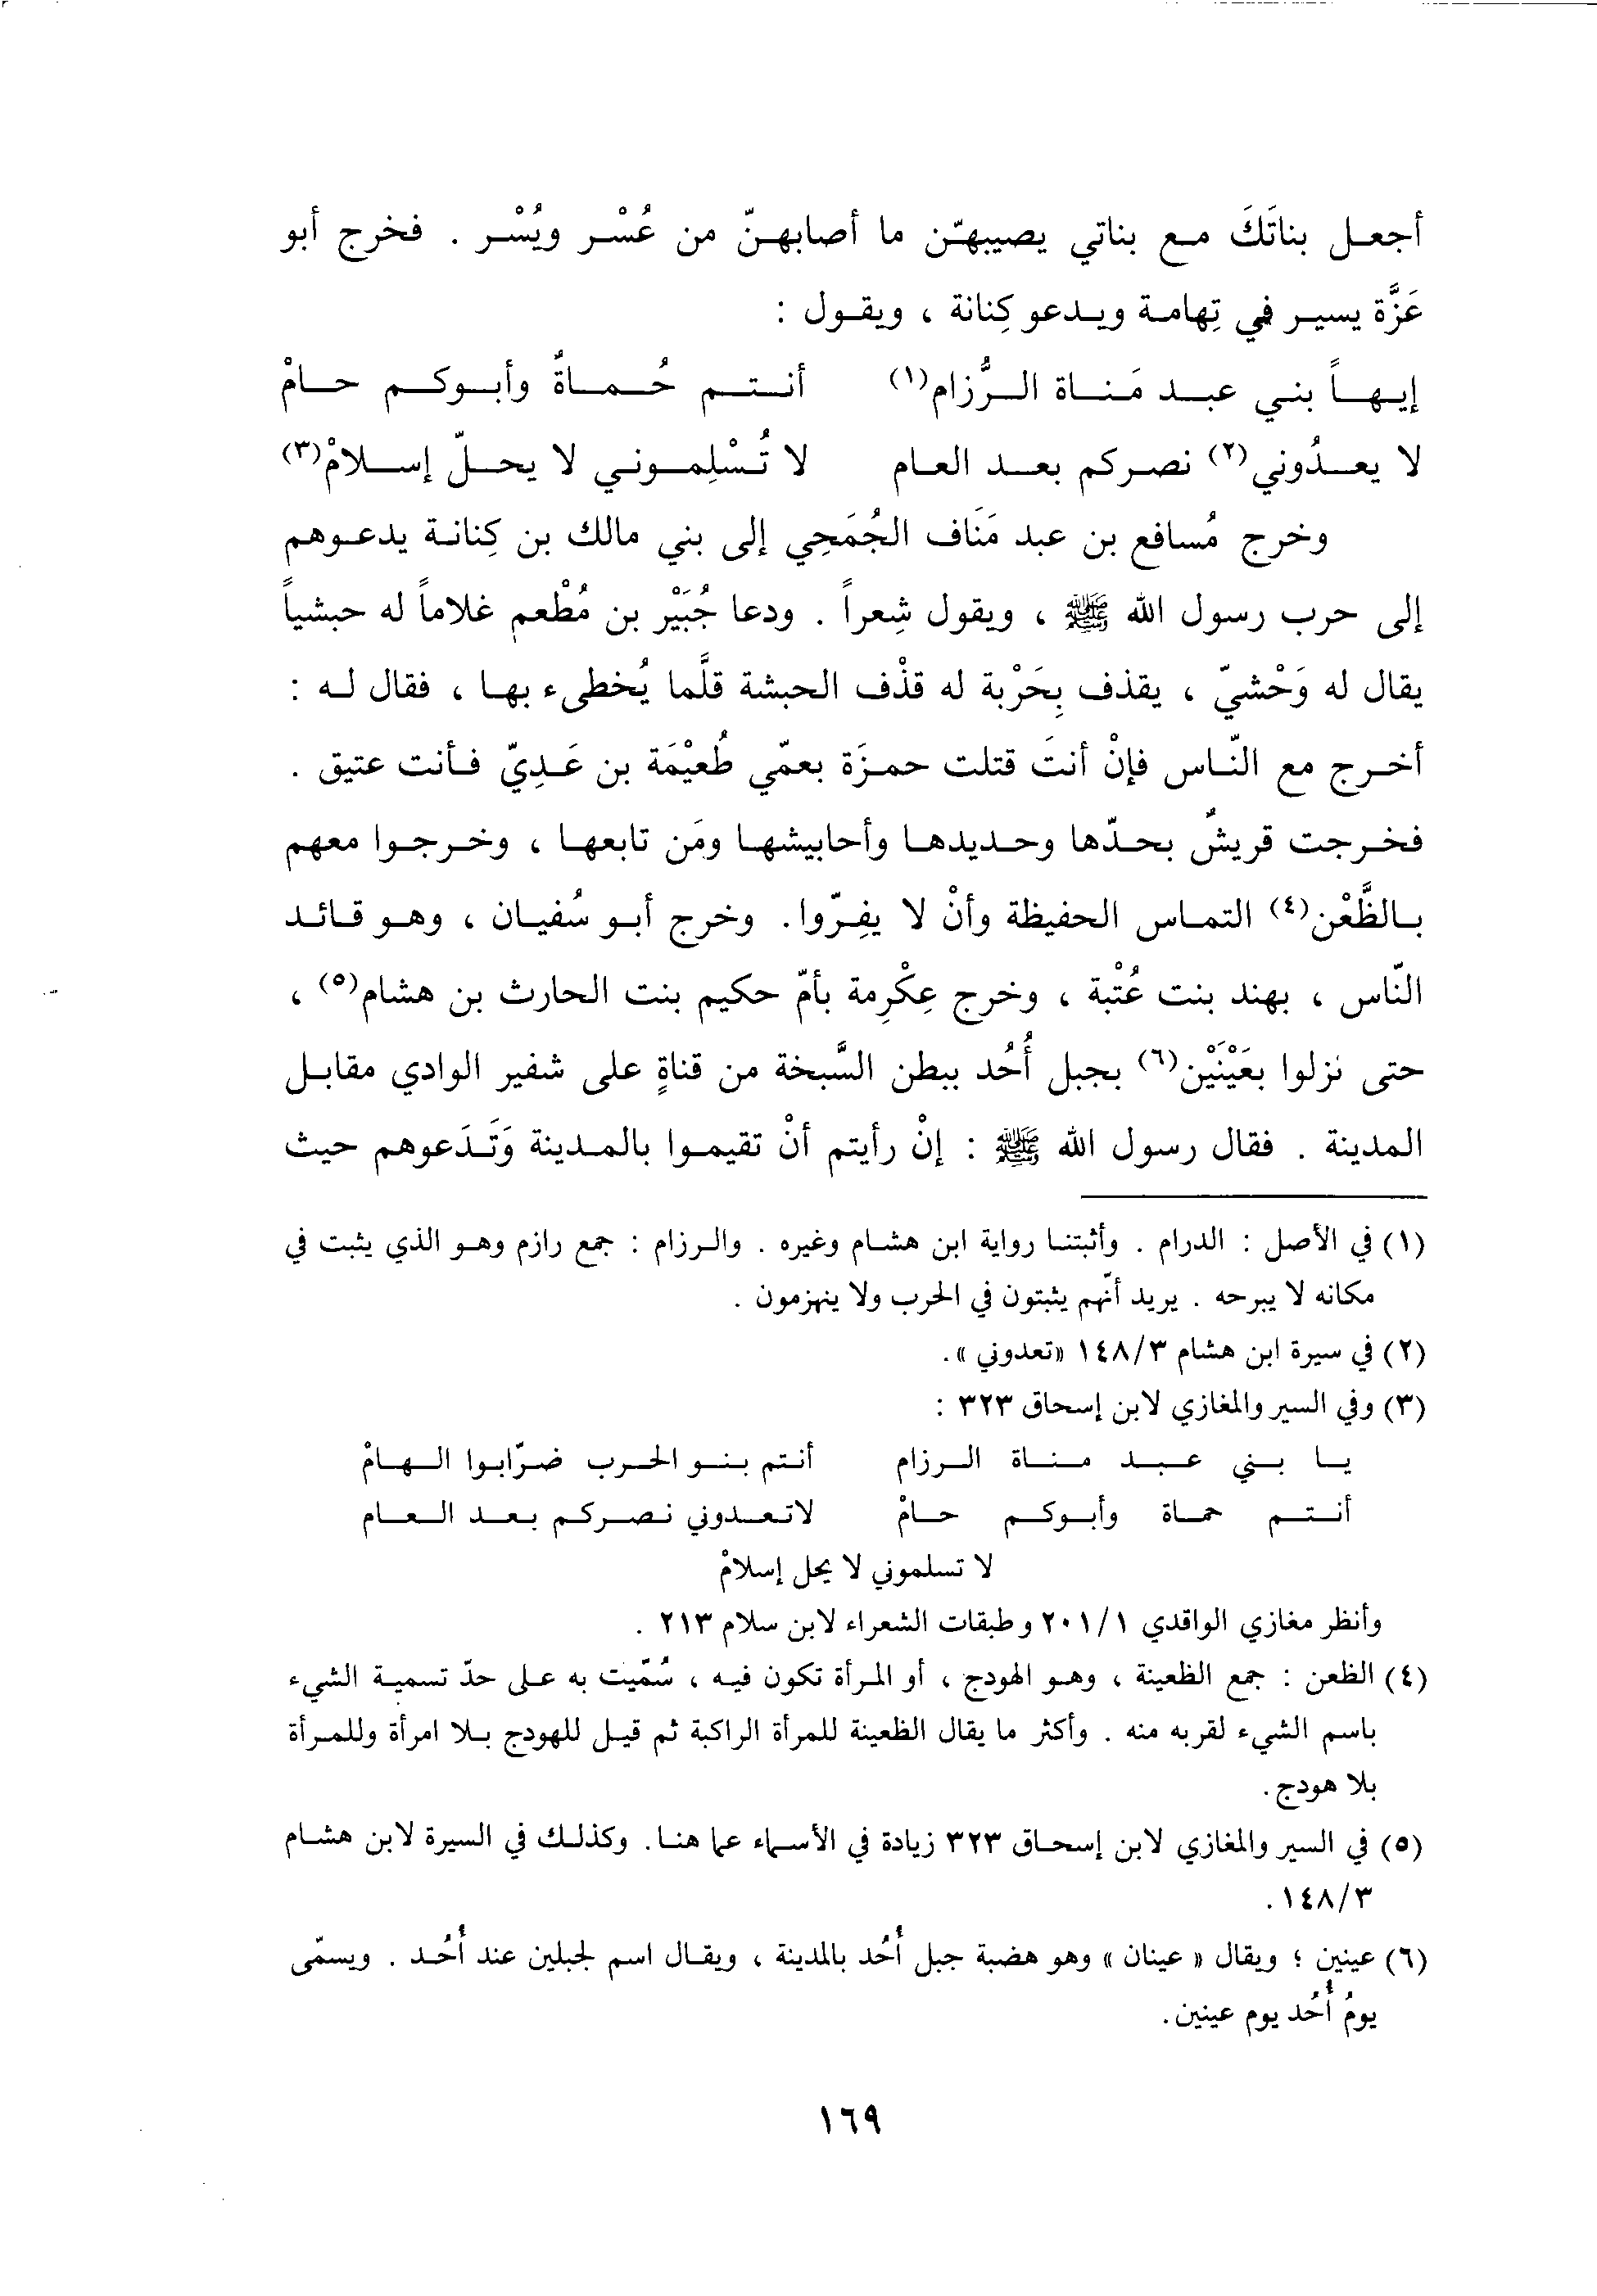 أجعل بناتَكَ مع بناتي يصيبهنّ ما أصابهنّ من عُسْر ويُسْر . فخرج أبو
عَزَّة يسير في تِهامة ويدعو كِنانة ، ويقول :
إيهاً بني عبد مَناة الرُّزام(١) أنتم حُماةٌ وأبوكم حامْ
لا يعدُوني(٢) نصركم بعد العام لا تُسْلِموني لا يحلّ إسلامْ(٣)
وخرج مُسافع بن عبد مَنَاف الجُمَحِي إلى بني مالك بن كِنانة يدعوهم
إلى حرب رسول الله ﷺ ، ويقول شِعراً . ودعا جُبَيْر بن مُطْعم غلاماً له حبشياً
يقال له وَحْشيّ ، يقذف بِحَرْبة له قذْف الحبشة قلَّما يُخطىء بها ، فقال له :
أخرج مع النّاس فإنْ أنتَ قتلت حمزَة بعمّي طُعيْمَة بن عَدِيّ فأنت عتيق .
فخرجت قريشٌ بحدّها وحديدها وأحابيشها ومَن تابعها ، وخرجوا معهم
بالظَّعْن(٤) التماس الحفيظة وأنْ لا يفِرّوا. وخرج أبو سُفيان ، وهو قائد
النّاس ، بهند بنت عُتْبة ، وخرج عِكْرِمة بأمّ حكيم بنت الحارث بن هشام(٥) ،
حتى نزلوا بعَيْنَيْن(٦) بجبل أُحُد ببطن السَّبخة من قناةٍ على شفير الوادي مقابل
المدينة . فقال رسول الله ﷺ : إنْ رأيتم أنْ تقيموا بالمدينة وَتَدَعوهم حيث
(١) في الأصل : الدرام . وأثبتنا رواية ابن هشام وغيره . والرزام : جمع رازم وهو الذي يثبت في
مكانه لا يبرحه . يريد أنّهم يثبتون في الحرب ولا ينهزمون .
(٢) في سيرة ابن هشام ١٤٨/٣ «تعدوني».
(٣) وفي السير والمغازي لابن إسحاق ٣٢٣ :
يا بني عبد مناة الرزام أنتم بنو الحرب ضرّابوا الهامْ
أنتم حماة وأبوكم حامْ لاتعدوني نصركم بعد العام
لا تسلموني لا يحل إسلامْ
وأنظر مغازي الواقدي ٢٠١/١ وطبقات الشعراء لابن سلام ٢١٣ .
(٤) الظعن : جمع الظعينة ، وهو الهودج ، أو المرأة تكون فيه ، سُمّيت به على حدّ تسمية الشيء
باسم الشيء لقربه منه . وأكثر ما يقال الظعينة للمرأة الراكبة ثم قيل للهودج بلا امرأة وللمرأة
بلا هودج.
(٥) في السير والمغازي لابن إسحاق ٣٢٣ زيادة في الأسماء عما هنا. وكذلك في السيرة لابن هشام
١٤٨/٣.
(٦) عينين ؛ ويقال « عينان » وهو هضبة جبل أُحُد بالمدينة ، ويقال اسم لجبلين عند أُحُد . ويسمّى
يومُ أُحُد يوم عينين.
١٦٩